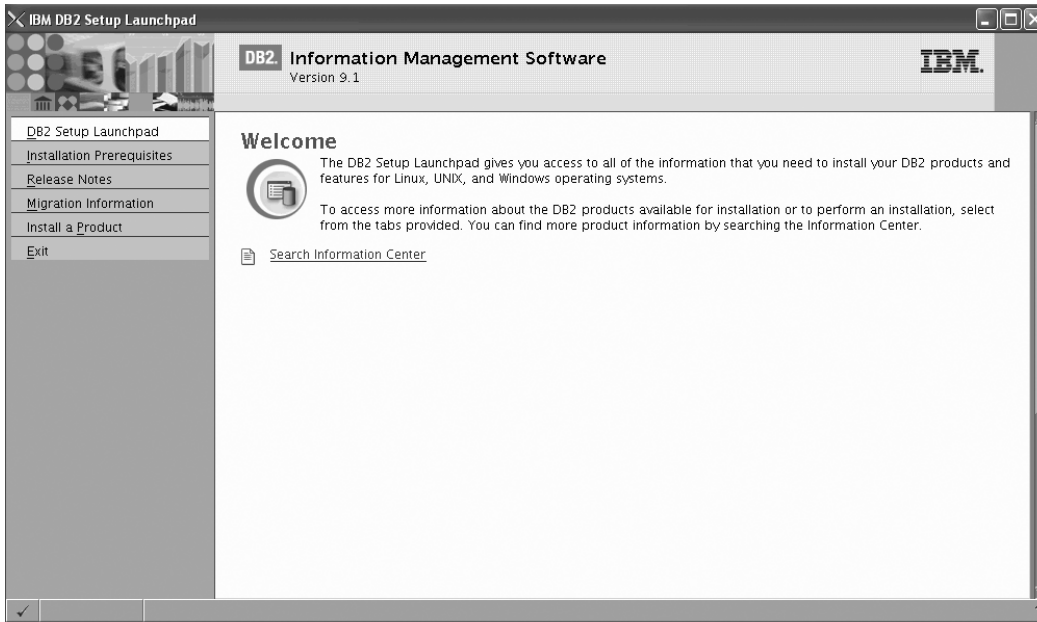 IBM DB2 Setup Launchpad
DB2. Information Management Software
Version 9.1
IBM.
DB2 Setup Launchpad
Installation Prerequisites
Release Notes
Migration Information
Install a Product
Exit
Welcome
The DB2 Setup Launchpad gives you access to all of the information that you need to install your DB2 products and
features for Linux, UNIX, and Windows operating systems.
To access more information about the DB2 products available for installation or to perform an installation, select
from the tabs provided. You can find more product information by searching the Information Center.
Search Information Center